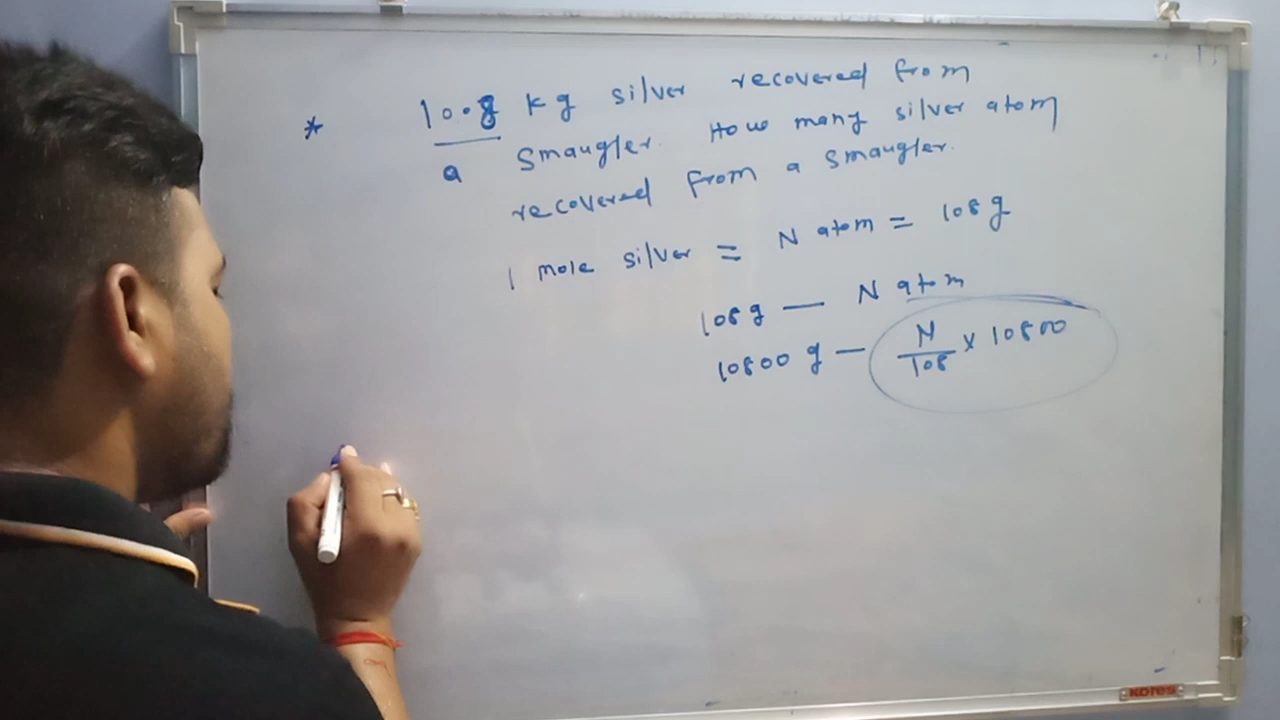 * 10.8 kg silver recovered from
a Smaugler. How many silver atom
recovered from a smaugler.
1 mole silver = N atom = 108 g
108 g — N atom
10800 g — N/108 × 10800
KORES